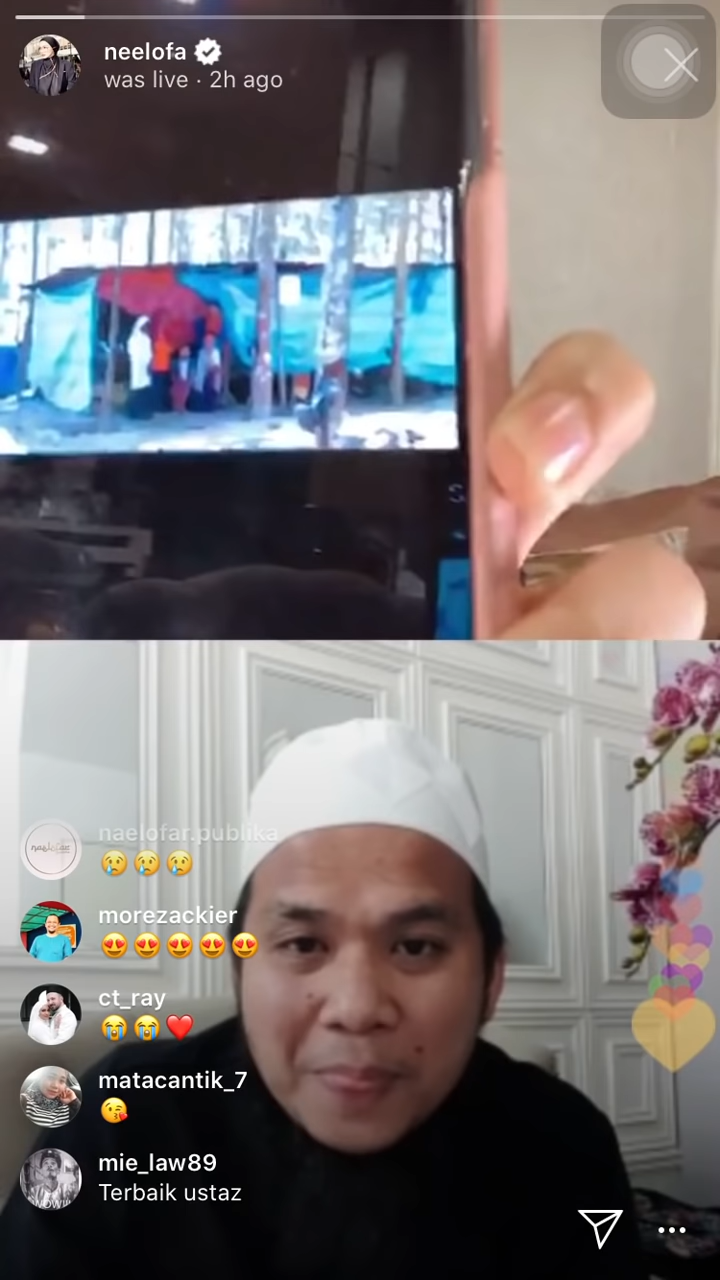 neelofa
was live · 2h ago
naelofar.publika
😢😢😢
morezackier
😍😍😍😍😍
ct_ray
😭😭❤️
matacantik_7
😘
mie_law89
Terbaik ustaz